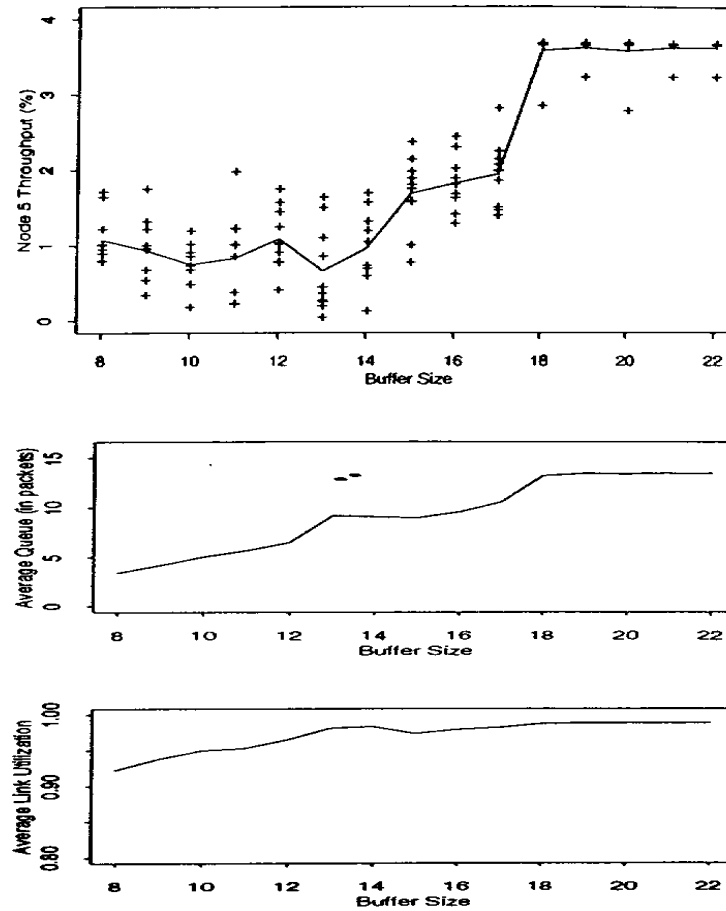 Node 5 Throughput (%)
4
3
2
1
0
8 10 12 14 16 18 20 22
Buffer Size
Average Queue (in packets)
15
10
5
0
8 10 12 14 16 18 20 22
Buffer Size
Average Link Utilization
1.00
0.90
0.80
8 10 12 14 16 18 20 22
Buffer Size